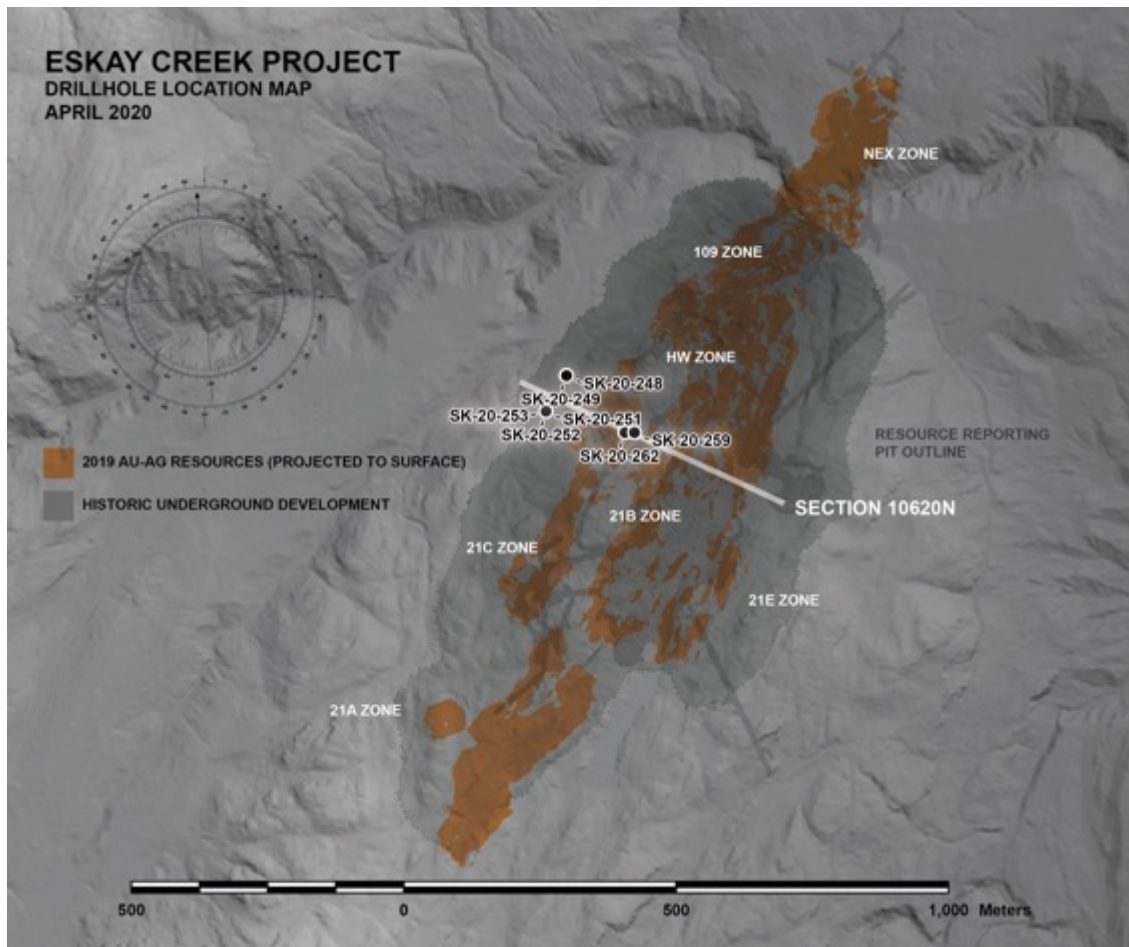 ESKAY CREEK PROJECT
DRILLHOLE LOCATION MAP
APRIL 2020
NEX ZONE
109 ZONE
HW ZONE
SK-20-248
SK-20-249
SK-20-253
SK-20-251
SK-20-252
SK-20-259
SK-20-262
RESOURCE REPORTING
PIT OUTLINE
2019 AU-AG RESOURCES (PROJECTED TO SURFACE)
HISTORIC UNDERGROUND DEVELOPMENT
SECTION 10620N
21B ZONE
21C ZONE
21E ZONE
21A ZONE
500 0 500 1,000 Meters